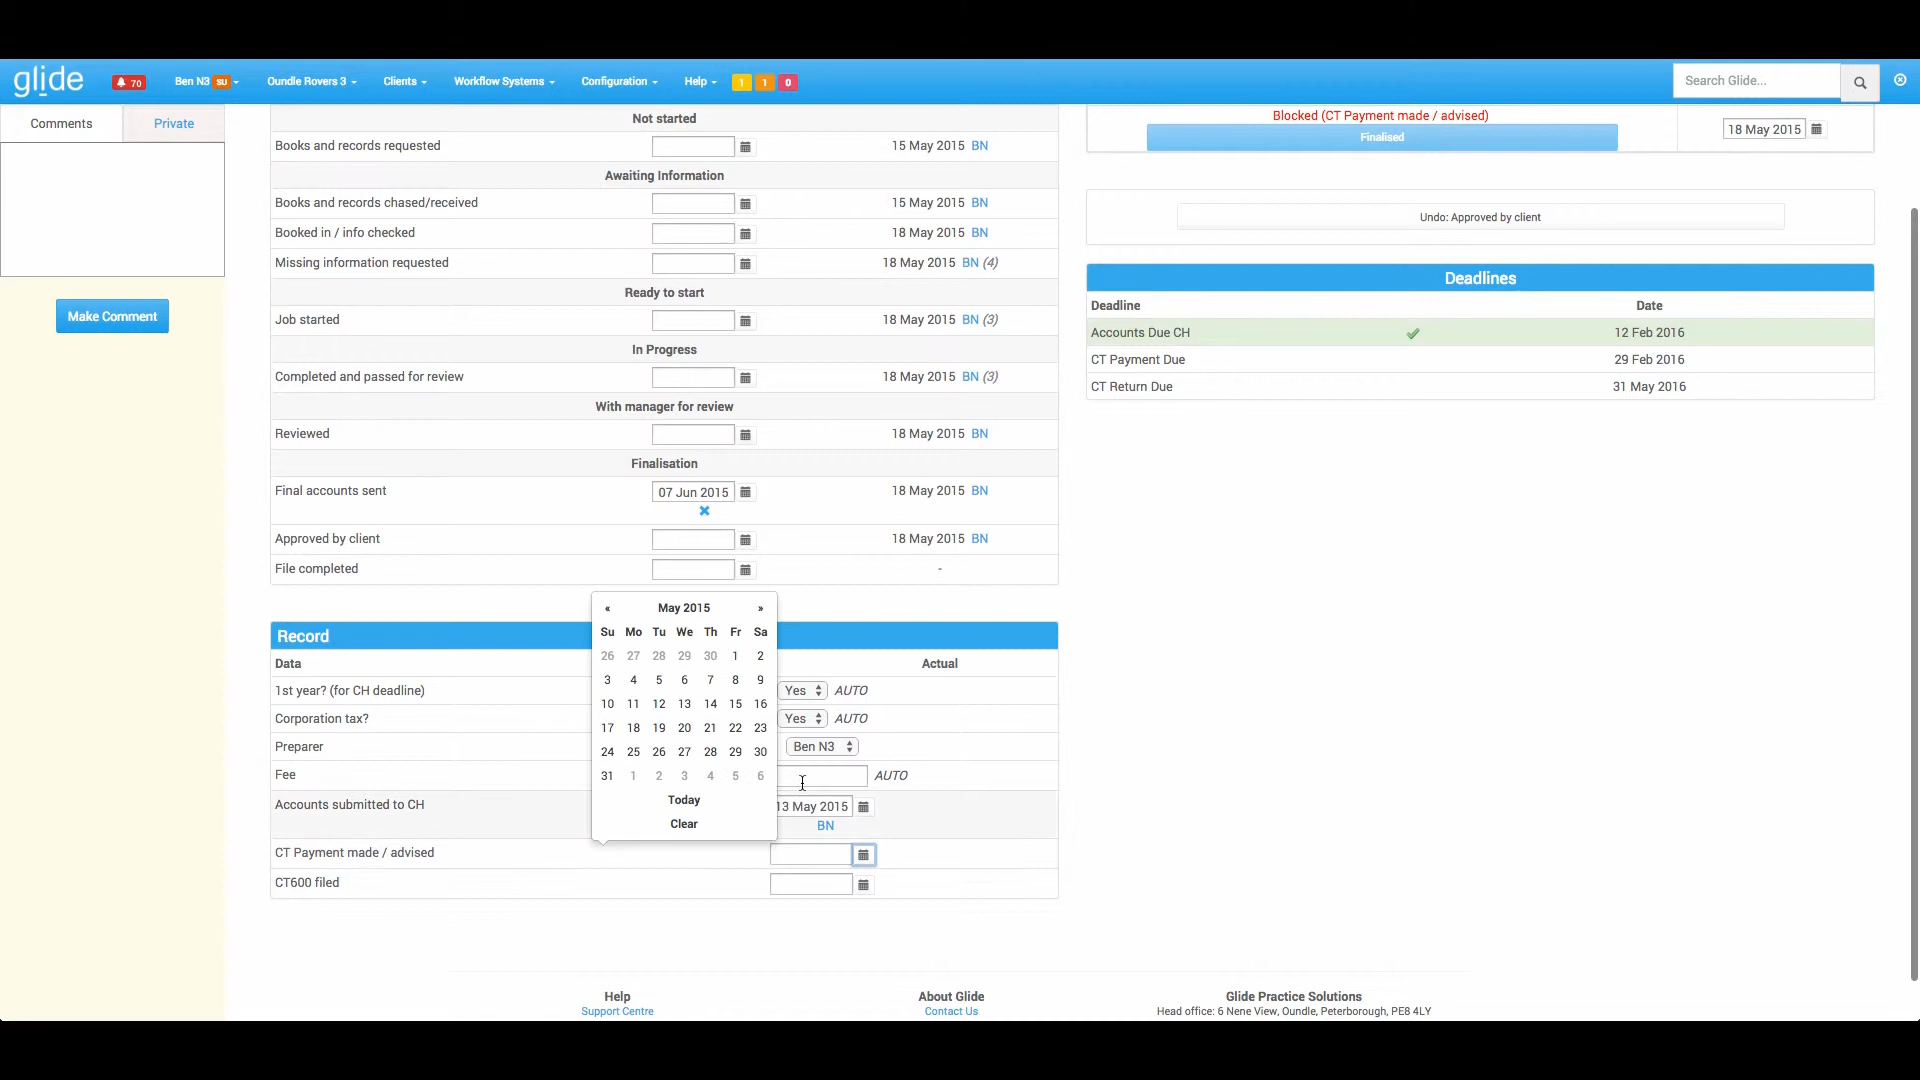 glide 70 Ben N3 SU Oundle Rovers 3 Clients Workflow Systems Configuration Help 1 1 0 Search Glide...
Comments Private
Make Comment
Not started
Books and records requested 15 May 2015 BN
Awaiting Information
Books and records chased/received 15 May 2015 BN
Booked in / info checked 18 May 2015 BN
Missing information requested 18 May 2015 BN (4)
Ready to start
Job started 18 May 2015 BN (3)
In Progress
Completed and passed for review 18 May 2015 BN (3)
With manager for review
Reviewed 18 May 2015 BN
Finalisation
Final accounts sent 07 Jun 2015 18 May 2015 BN
Approved by client 18 May 2015 BN
File completed -
Blocked (CT Payment made / advised)
Finalised 18 May 2015
Undo: Approved by client
Deadlines
Deadline Date
Accounts Due CH 12 Feb 2016
CT Payment Due 29 Feb 2016
CT Return Due 31 May 2016
Record
Data Actual
1st year? (for CH deadline) Yes AUTO
Corporation tax? Yes AUTO
Preparer Ben N3
Fee AUTO
Accounts submitted to CH 13 May 2015
BN
CT Payment made / advised
CT600 filed
« May 2015 »
Su Mo Tu We Th Fr Sa
26 27 28 29 30 1 2
3 4 5 6 7 8 9
10 11 12 13 14 15 16
17 18 19 20 21 22 23
24 25 26 27 28 29 30
31 1 2 3 4 5 6
Today
Clear
Help
Support Centre
About Glide
Contact Us
Glide Practice Solutions
Head office: 6 Nene View, Oundle, Peterborough, PE8 4LY